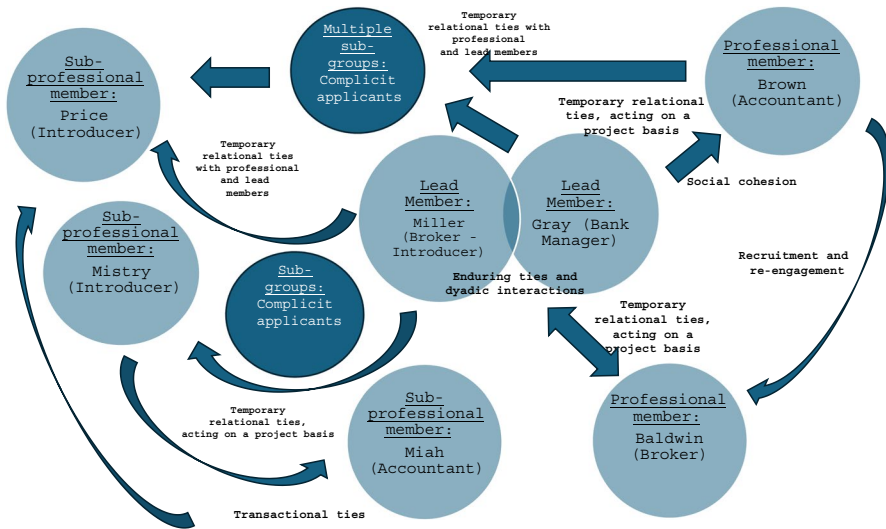 Sub-
professional
member:
Price
(Introducer)
Multiple
sub-
groups:
Complicit
applicants
Temporary
relational ties with
professional
and lead members
Professional
member:
Brown
(Accountant)
Temporary relational
ties, acting on a
project basis
Social cohesion
Temporary
relational ties
with professional
and lead
members
Lead
Member:
Miller
(Broker -
Introducer)
Lead
Member:
Gray (Bank
Manager)
Enduring ties and
dyadic interactions
Sub-
professional
member:
Mistry
(Introducer)
Sub-
groups:
Complicit
applicants
Recruitment and
re-engagement
Temporary
relational ties,
acting on a
project basis
Temporary
relational ties,
acting on a project basis
Sub-
professional
member:
Miah
(Accountant)
Professional
member:
Baldwin
(Broker)
Transactional ties